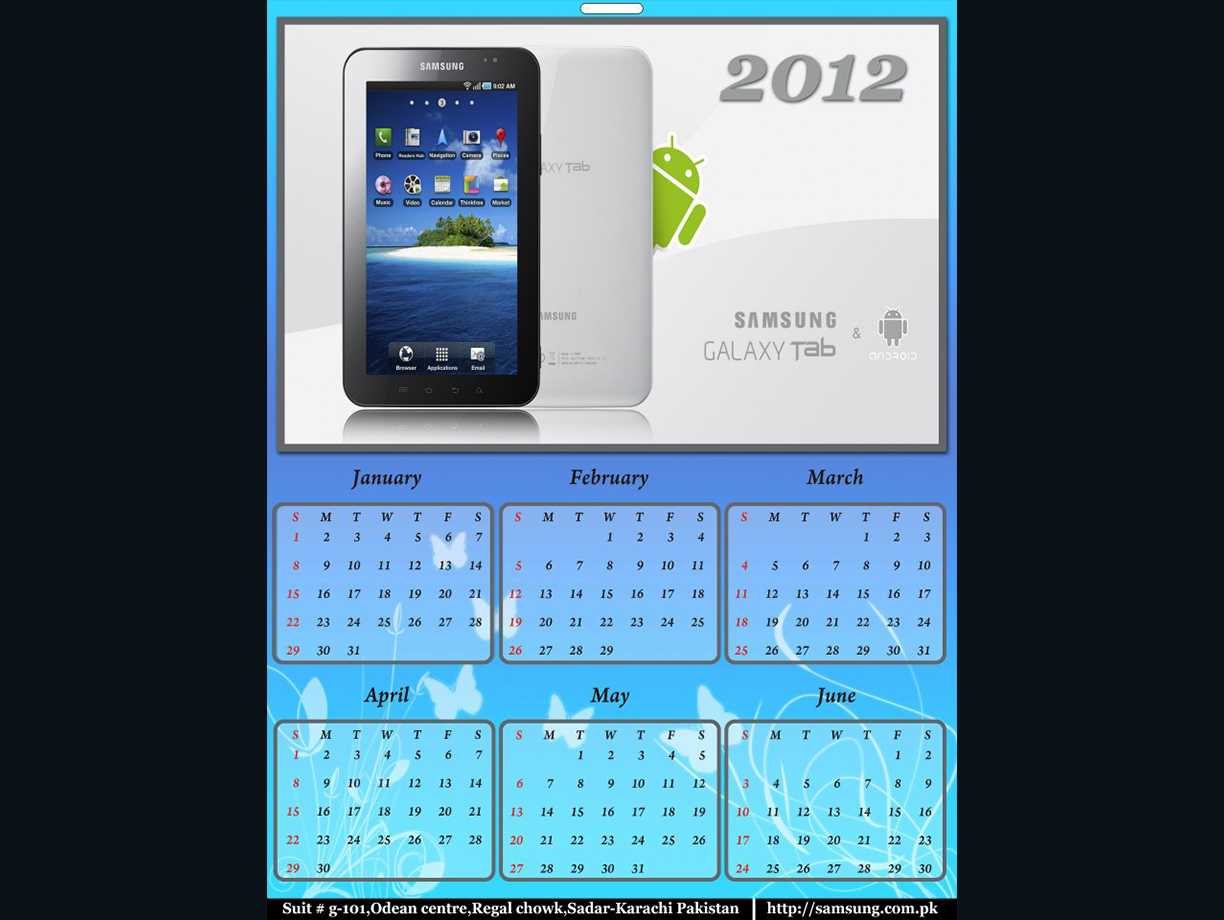 2012
SAMSUNG
9:02 AM
3
Phone Readers Hub Navigation Camera Places
Music Video Calendar Thinkfree Market
AXY Tab
AMSUNG
Browser Applications Email
SAMSUNG
GALAXY Tab
&
ANDROID
January
S M T W T F S
1 2 3 4 5 6 7
8 9 10 11 12 13 14
15 16 17 18 19 20 21
22 23 24 25 26 27 28
29 30 31
February
S M T W T F S
1 2 3 4
5 6 7 8 9 10 11
12 13 14 15 16 17 18
19 20 21 22 23 24 25
26 27 28 29
March
S M T W T F S
1 2 3
4 5 6 7 8 9 10
11 12 13 14 15 16 17
18 19 20 21 22 23 24
25 26 27 28 29 30 31
April
S M T W T F S
1 2 3 4 5 6 7
8 9 10 11 12 13 14
15 16 17 18 19 20 21
22 23 24 25 26 27 28
29 30
May
S M T W T F S
1 2 3 4 5
6 7 8 9 10 11 12
13 14 15 16 17 18 19
20 21 22 23 24 25 26
27 28 29 30 31
June
S M T W T F S
1 2
3 4 5 6 7 8 9
10 11 12 13 14 15 16
17 18 19 20 21 22 23
24 25 26 27 28 29 30
Suit # g-101,Odean centre,Regal chowk,Sadar-Karachi Pakistan | http://samsung.com.pk